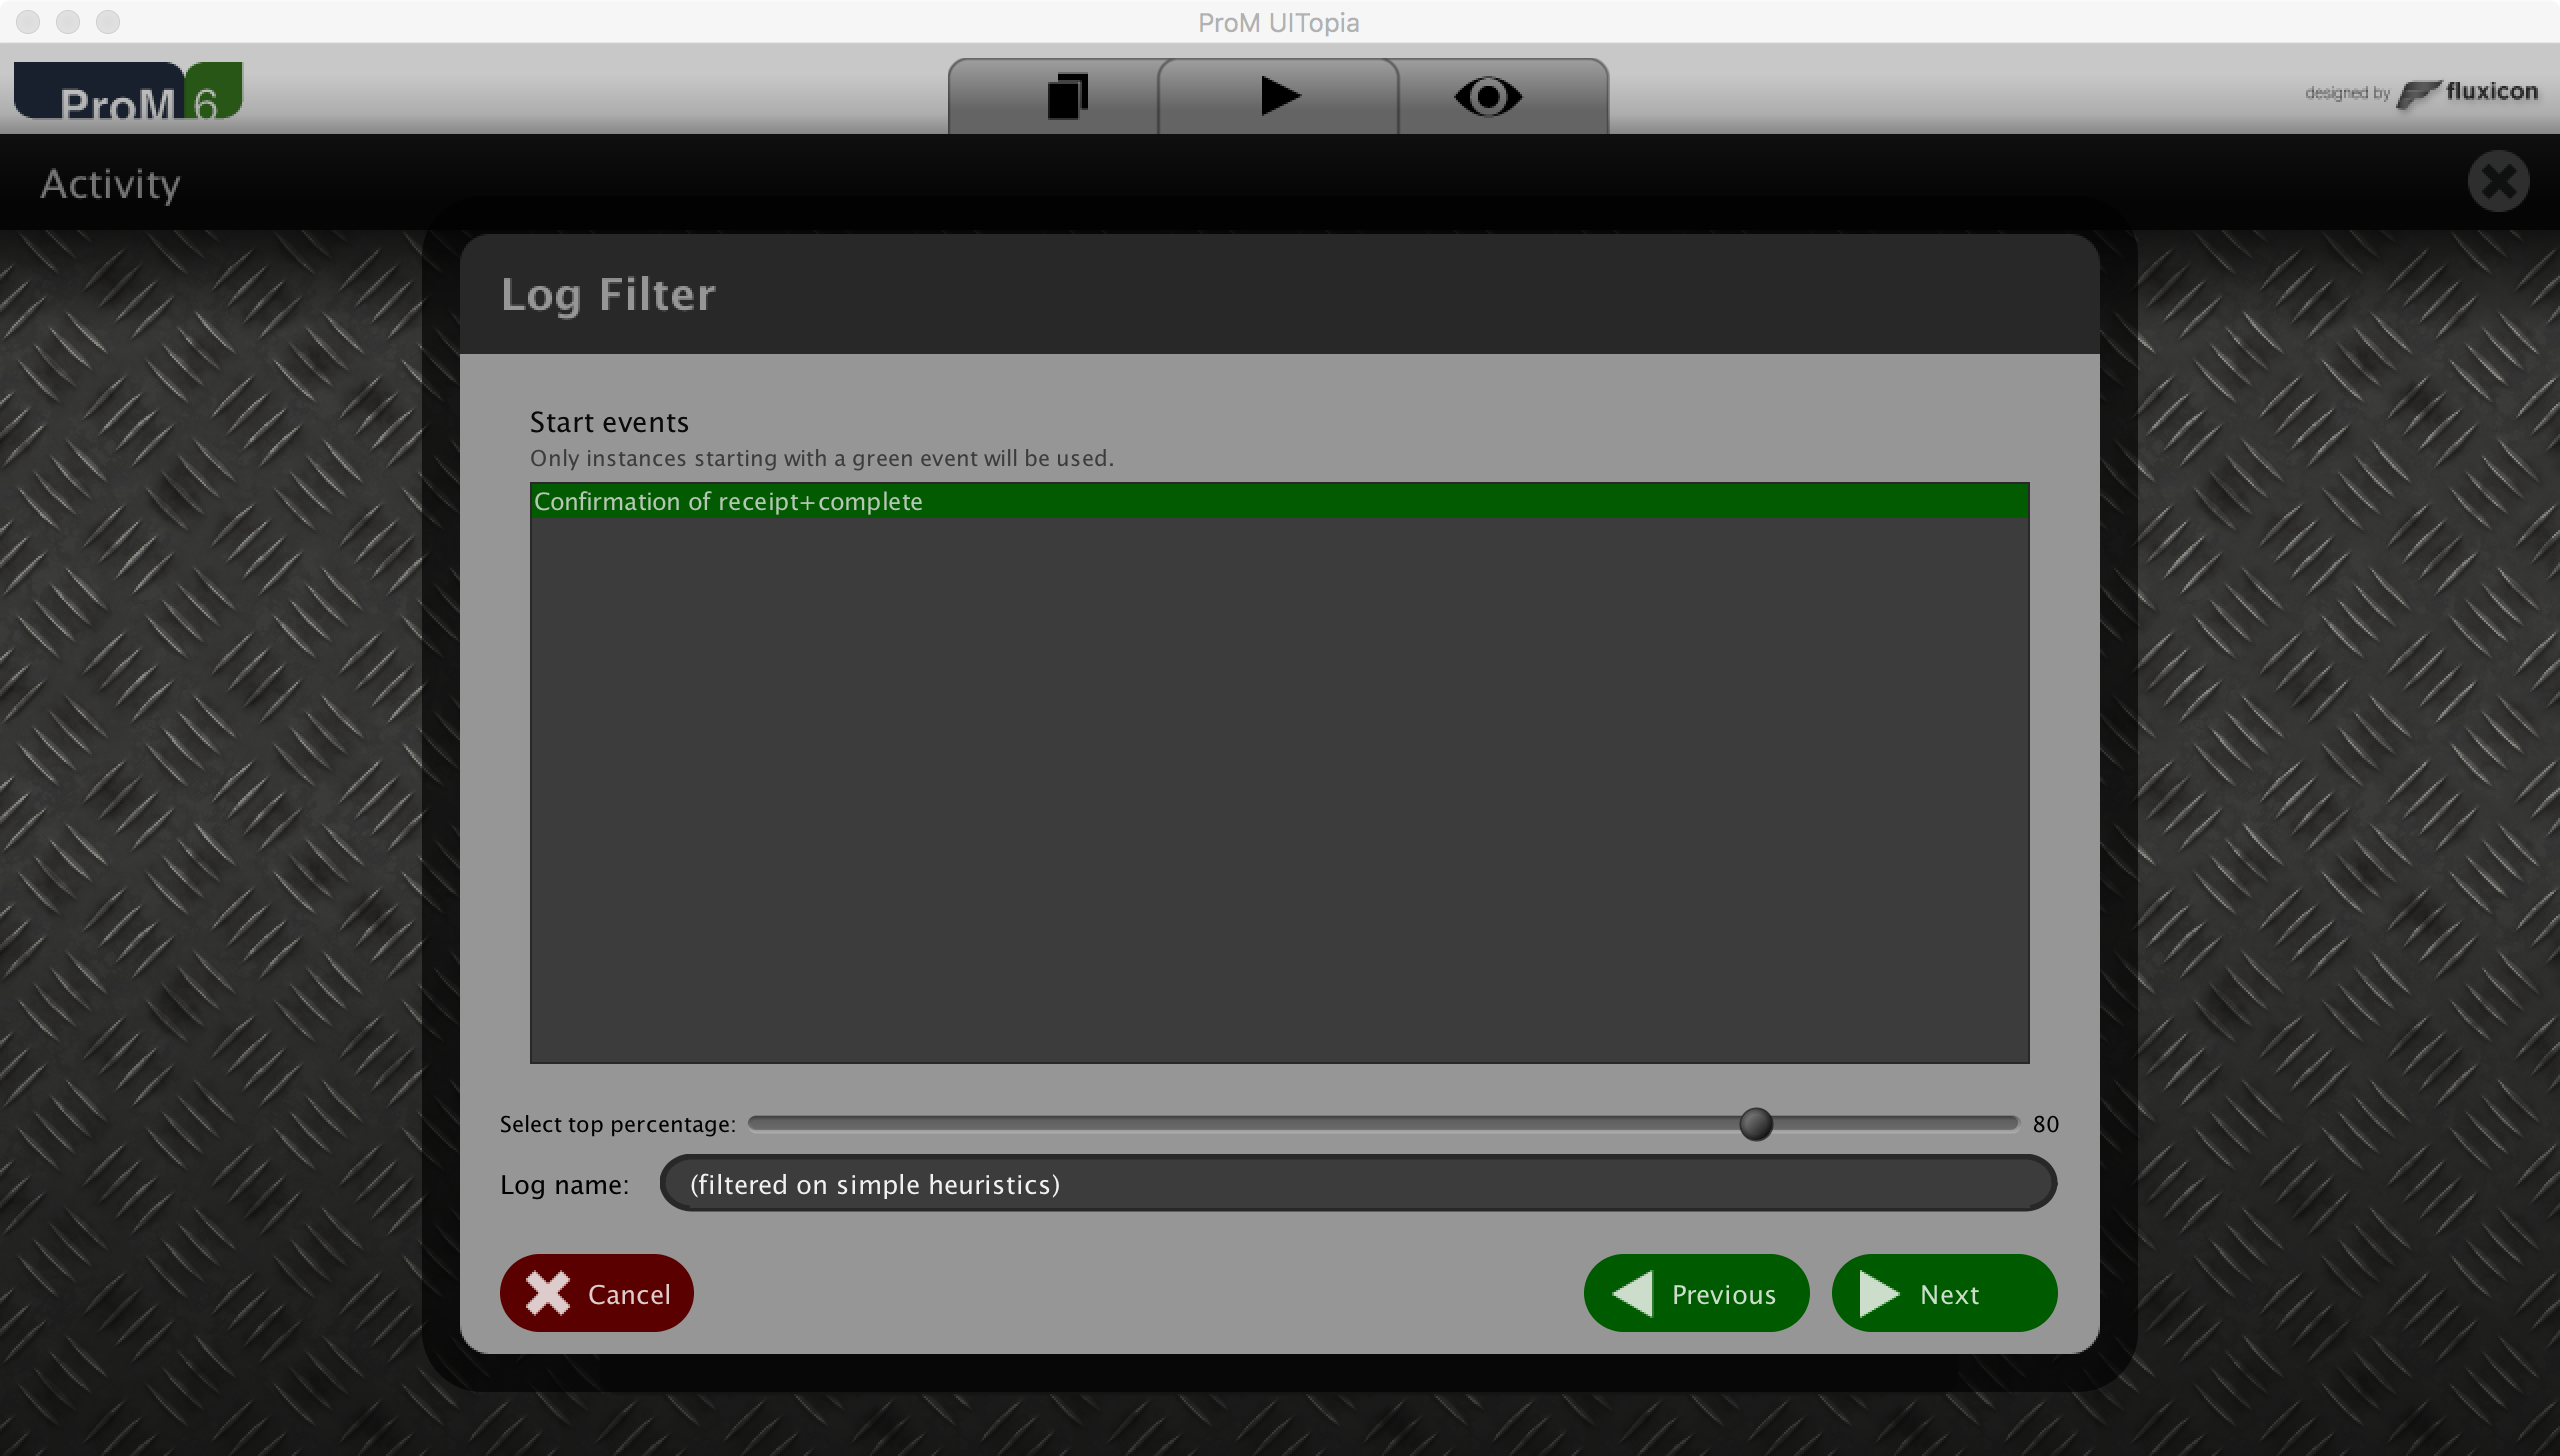 ProM UITopia
ProM 6
designed by fluxicon
Activity
Log Filter
Start events
Only instances starting with a green event will be used.
Confirmation of receipt+complete
Select top percentage: 80
Log name: (filtered on simple heuristics)
Cancel Previous Next